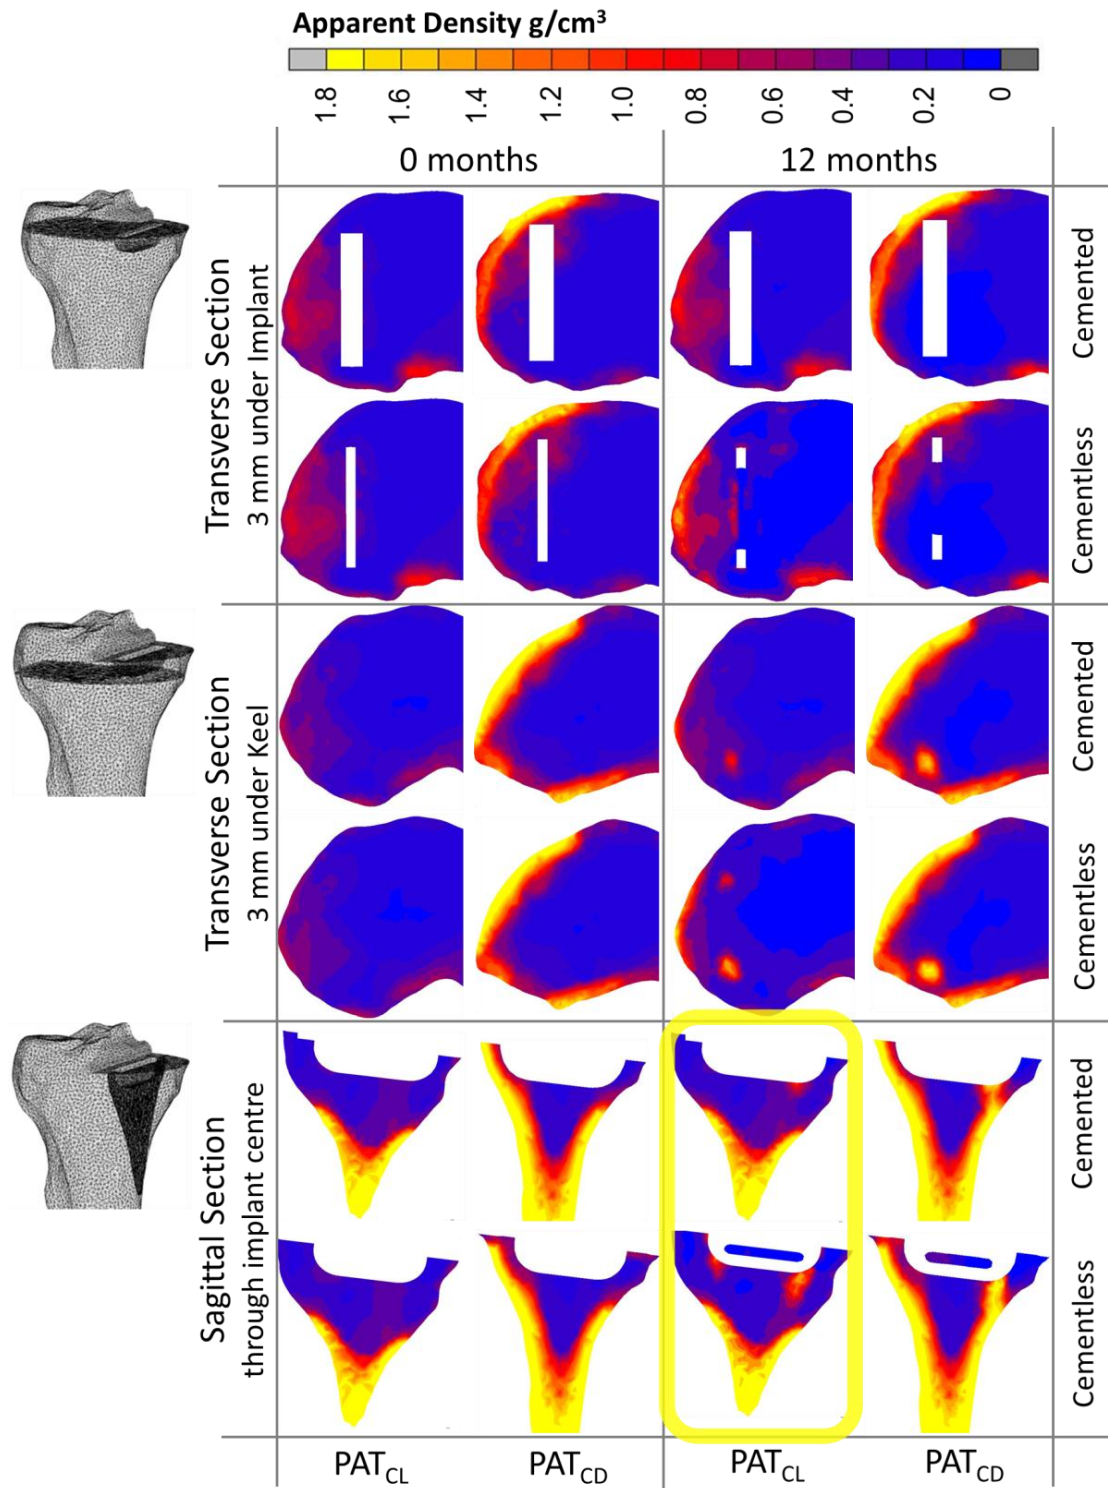 Apparent Density g/cm³
1.8 1.6 1.4 1.2 1.0 0.8 0.6 0.4 0.2 0
0 months 12 months
Transverse Section
3 mm under Implant
Cemented
Cementless
Transverse Section
3 mm under Keel
Cemented
Cementless
Sagittal Section
through implant centre
Cemented
Cementless
PAT_CL PAT_CD PAT_CL PAT_CD